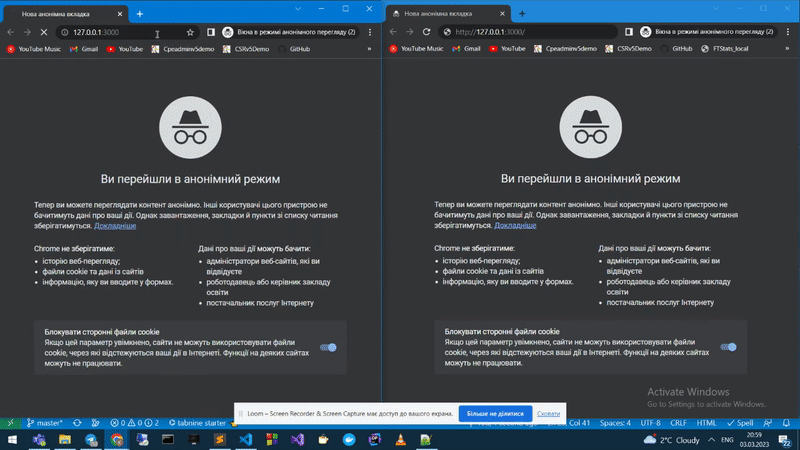 Нова анонімна вкладка
127.0.0.1:3000
Вікна в режимі анонімного перегляду (2)
YouTube Music
Gmail
YouTube
Cpeadminv5demo
CSRv5Demo
GitHub
Ви перейшли в анонімний режим
Тепер ви можете переглядати контент анонімно. Інші користувачі цього пристрою не
бачитимуть дані про ваші дії. Однак завантаження, закладки й пункти зі списку читання
зберігатимуться. Докладніше
Chrome не зберігатиме:
історію веб-перегляду;
файли cookie та дані із сайтів
інформацію, яку ви вводите у формах.
Дані про ваші дії можуть бачити:
адміністратори веб-сайтів, які ви
відвідуєте
роботодавець або керівник закладу
освіти
постачальник послуг Інтернету
Блокувати сторонні файли cookie
Якщо цей параметр увімкнено, сайти не можуть використовувати файли
cookie, через які відстежуються ваші дії в Інтернеті. Функції на деяких сайтах
можуть не працювати.
Нова анонімна вкладка
http://127.0.0.1:3000/
Вікна в режимі анонімного перегляду (2)
YouTube Music
Gmail
YouTube
Cpeadminv5demo
CSRv5Demo
GitHub
FTStats_local
Ви перейшли в анонімний режим
Тепер ви можете переглядати контент анонімно. Інші користувачі цього пристрою не
бачитимуть дані про ваші дії. Однак завантаження, закладки й пункти зі списку читання
зберігатимуться. Докладніше
Chrome не зберігатиме:
історію веб-перегляду;
файли cookie та дані із сайтів
інформацію, яку ви вводите у формах.
Дані про ваші дії можуть бачити:
адміністратори веб-сайтів, які ви
відвідуєте
роботодавець або керівник закладу
освіти
постачальник послуг Інтернету
Блокувати сторонні файли cookie
Якщо цей параметр увімкнено, сайти не можуть використовувати файли
cookie, через які відстежуються ваші дії в Інтернеті. Функції на деяких сайтах
можуть не працювати.
Activate Windows
Go to Settings to activate Windows.
Loom – Screen Recorder & Screen Capture має доступ до вашого екрана.
Більше не ділитися
Сховати
master*
0 0 2
tabnine starter
Col 41
Spaces: 4
UTF-8
CRLF
HTML
Spell
2°C Cloudy
ENG
20:59
03.03.2023
22